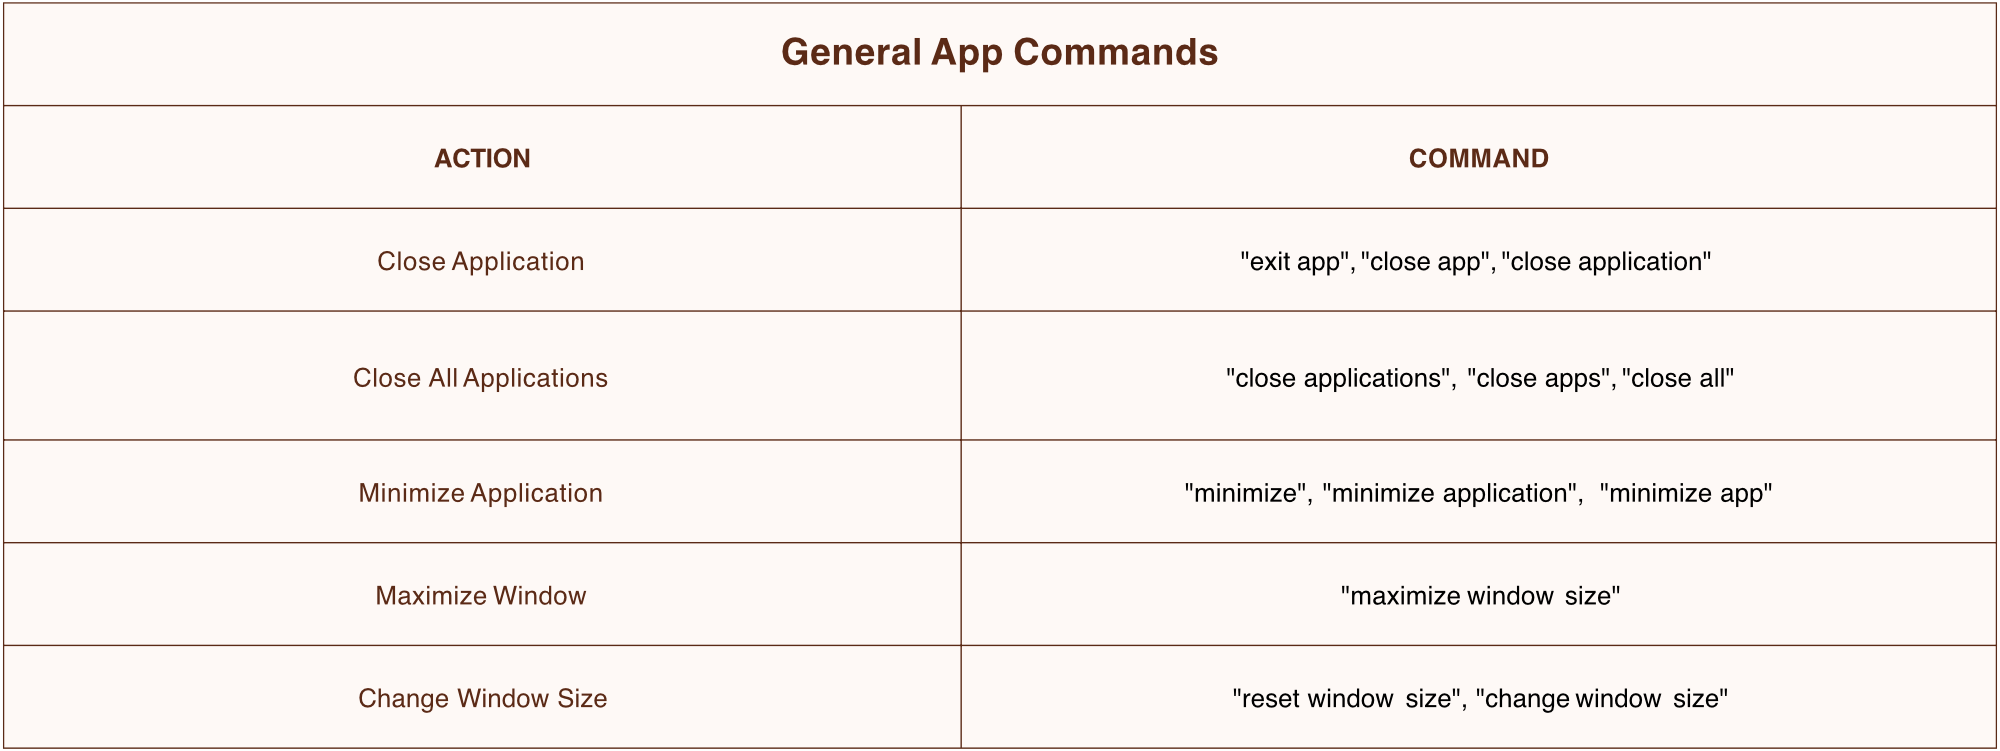 General App Commands
ACTION COMMAND
Close Application "exit app", "close app", "close application"
Close All Applications "close applications", "close apps", "close all"
Minimize Application "minimize", "minimize application", "minimize app"
Maximize Window "maximize window size"
Change Window Size "reset window size", "change window size"